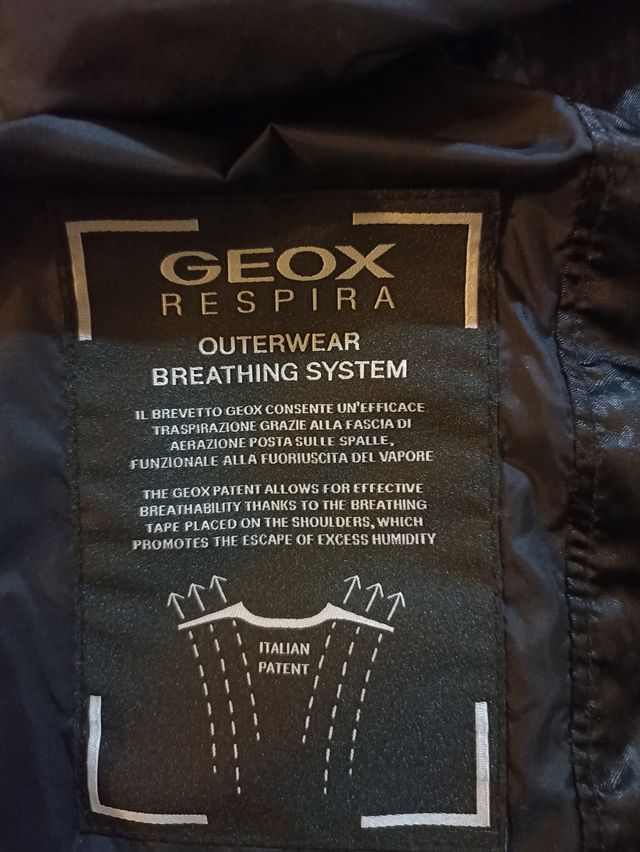 GEOX
RESPIRA
OUTERWEAR
BREATHING SYSTEM
IL BREVETTO GEOX CONSENTE UN'EFFICACE
TRASPIRAZIONE GRAZIE ALLA FASCIA DI
AERAZIONE POSTA SULLE SPALLE,
FUNZIONALE ALLA FUORIUSCITA DEL VAPORE
THE GEOX PATENT ALLOWS FOR EFFECTIVE
BREATHABILITY THANKS TO THE BREATHING
TAPE PLACED ON THE SHOULDERS, WHICH
PROMOTES THE ESCAPE OF EXCESS HUMIDITY
ITALIAN
PATENT